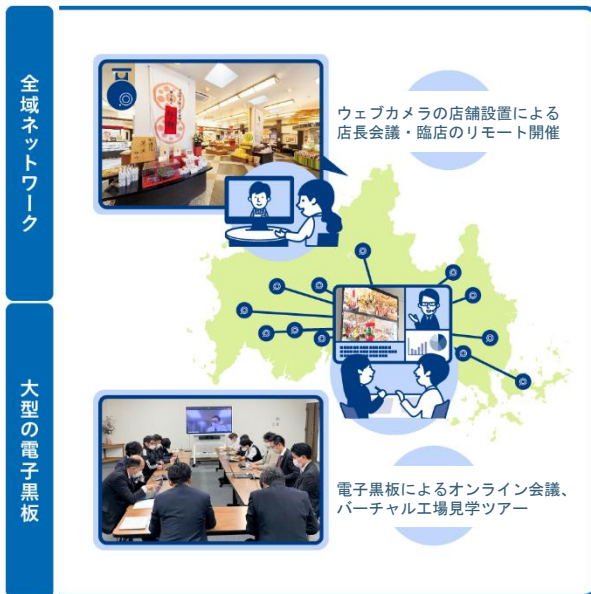 全域ネットワーク
ウェブカメラの店舗設置による
店長会議・臨店のリモート開催
大型の電子黒板
電子黒板によるオンライン会議、
バーチャル工場見学ツアー